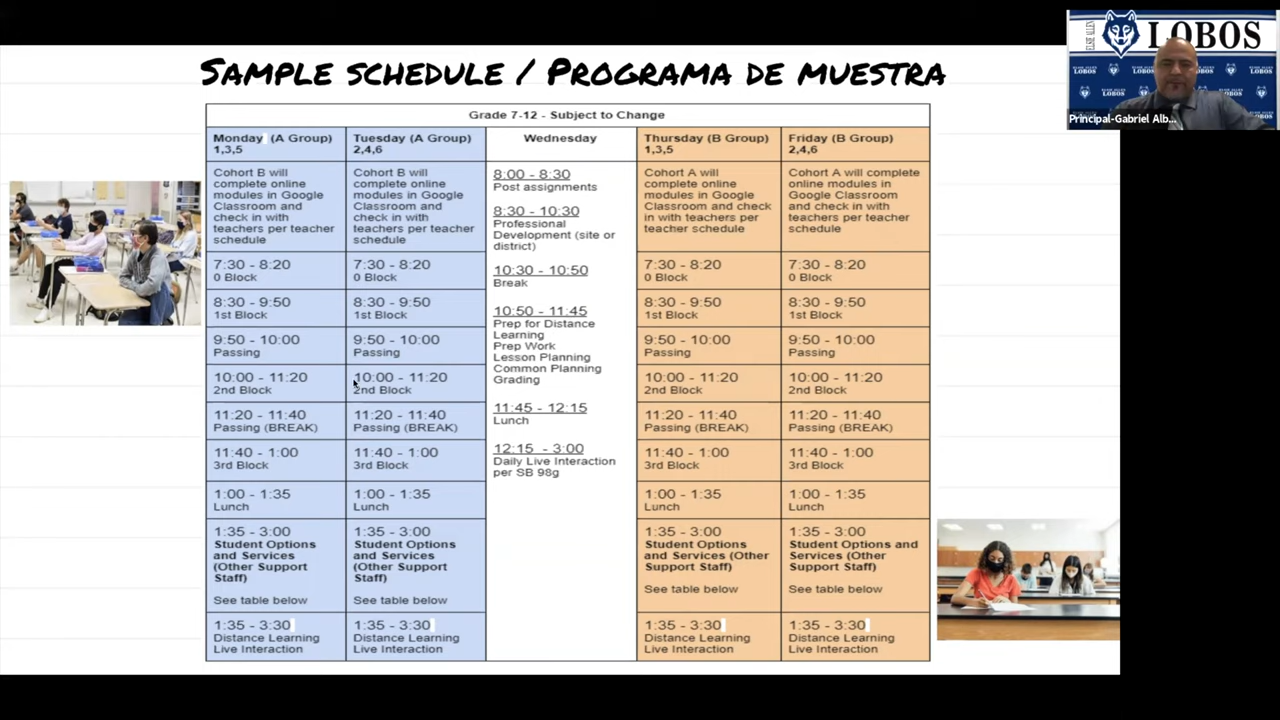 SAMPLE SCHEDULE / PROGRAMA DE MUESTRA
ELSIE ALLEN
LOBOS
LOBOS
LOBOS
LOBOS
Principal-Gabriel Alb...
Grade 7-12 - Subject to Change
Monday (A Group)
1,3,5
Cohort B will
complete online
modules in Google
Classroom and
check in with
teachers per teacher
schedule
7:30 - 8:20
0 Block
8:30 - 9:50
1st Block
9:50 - 10:00
Passing
10:00 - 11:20
2nd Block
11:20 - 11:40
Passing (BREAK)
11:40 - 1:00
3rd Block
1:00 - 1:35
Lunch
1:35 - 3:00
Student Options
and Services
(Other Support
Staff)
See table below
1:35 - 3:30
Distance Learning
Live Interaction
Tuesday (A Group)
2,4,6
Cohort B will
complete online
modules in Google
Classroom and
check in with
teachers per teacher
schedule
7:30 - 8:20
0 Block
8:30 - 9:50
1st Block
9:50 - 10:00
Passing
10:00 - 11:20
2nd Block
11:20 - 11:40
Passing (BREAK)
11:40 - 1:00
3rd Block
1:00 - 1:35
Lunch
1:35 - 3:00
Student Options
and Services
(Other Support
Staff)
See table below
1:35 - 3:30
Distance Learning
Live Interaction
Wednesday
8:00 - 8:30
Post assignments
8:30 - 10:30
Professional
Development (site or
district)
10:30 - 10:50
Break
10:50 - 11:45
Prep for Distance
Learning
Prep Work
Lesson Planning
Common Planning
Grading
11:45 - 12:15
Lunch
12:15 - 3:00
Daily Live Interaction
per SB 98g
Thursday (B Group)
1,3,5
Cohort A will
complete online
modules in Google
Classroom and check
in with teachers per
teacher schedule
7:30 - 8:20
0 Block
8:30 - 9:50
1st Block
9:50 - 10:00
Passing
10:00 - 11:20
2nd Block
11:20 - 11:40
Passing (BREAK)
11:40 - 1:00
3rd Block
1:00 - 1:35
Lunch
1:35 - 3:00
Student Options
and Services (Other
Support Staff)
See table below
1:35 - 3:30
Distance Learning
Live Interaction
Friday (B Group)
2,4,6
Cohort A will complete
online modules in
Google Classroom and
check in with
teachers per teacher
schedule
7:30 - 8:20
0 Block
8:30 - 9:50
1st Block
9:50 - 10:00
Passing
10:00 - 11:20
2nd Block
11:20 - 11:40
Passing (BREAK)
11:40 - 1:00
3rd Block
1:00 - 1:35
Lunch
1:35 - 3:00
Student Options and
Services (Other
Support Staff)
See table below
1:35 - 3:30
Distance Learning
Live Interaction